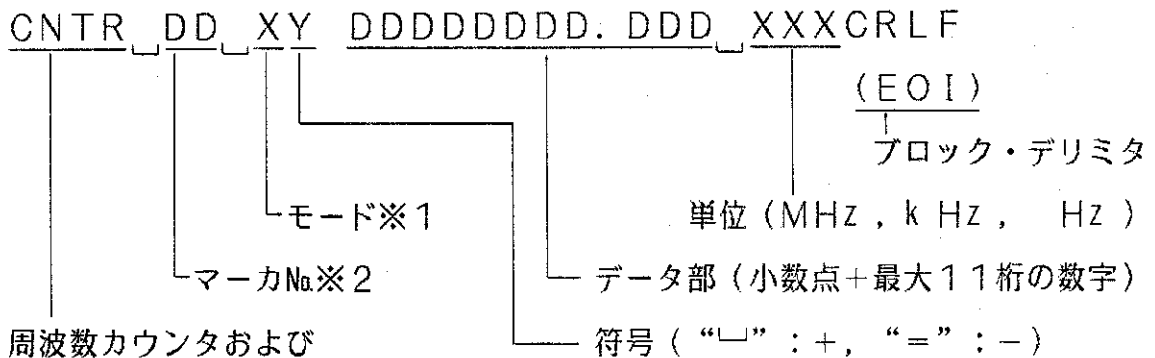 CNTR␣DD␣XY DDDDDDDD.DDD␣XXXCRLF
(EOI)
ブロック・デリミタ
モード※1
単位(MHz, kHz, Hz)
マーカNo.※2
データ部(小数点+最大11桁の数字)
周波数カウンタおよび
符号(“␣”:+, “=”:-)